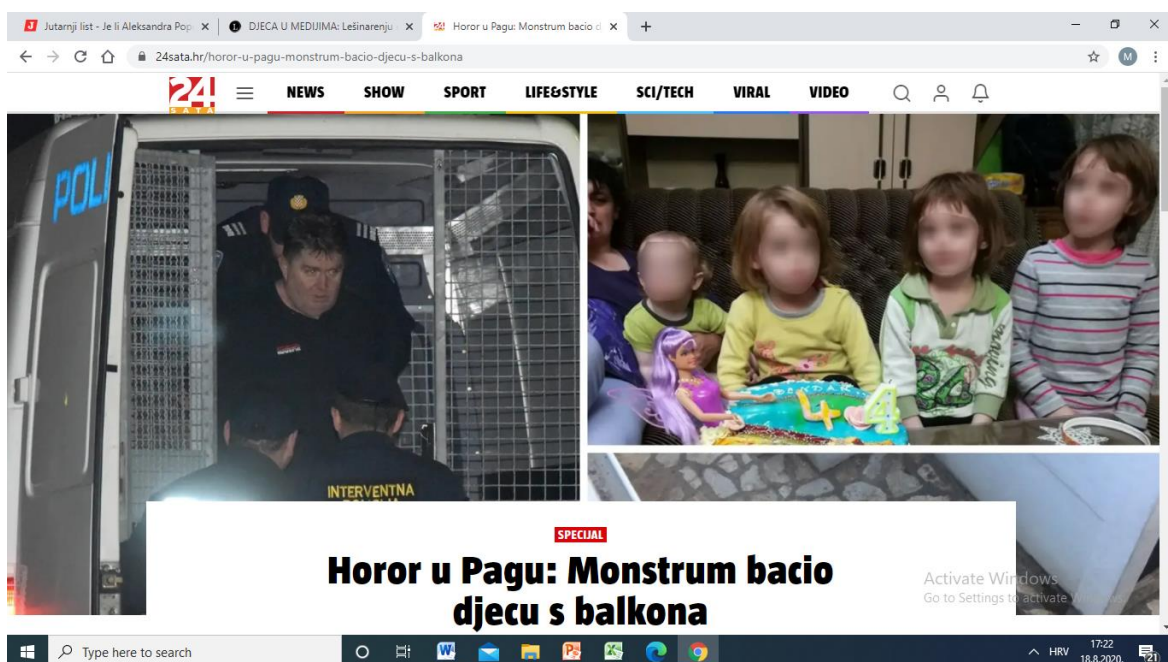 Jutarnji list - Je li Aleksandra Pop
DJECA U MEDIJIMA: Lešinarenju
Horor u Pagu: Monstrum bacio d
24sata.hr/horor-u-pagu-monstrum-bacio-djecu-s-balkona
M
24 SATA
NEWS SHOW SPORT LIFE&STYLE SCI/TECH VIRAL VIDEO
POLI
4 4
INTERVENTNA
SPECIJAL
Horor u Pagu: Monstrum bacio
djecu s balkona
Activate Windows
Go to Settings to activate
Type here to search
HRV
17:22
18.8.2020.
21